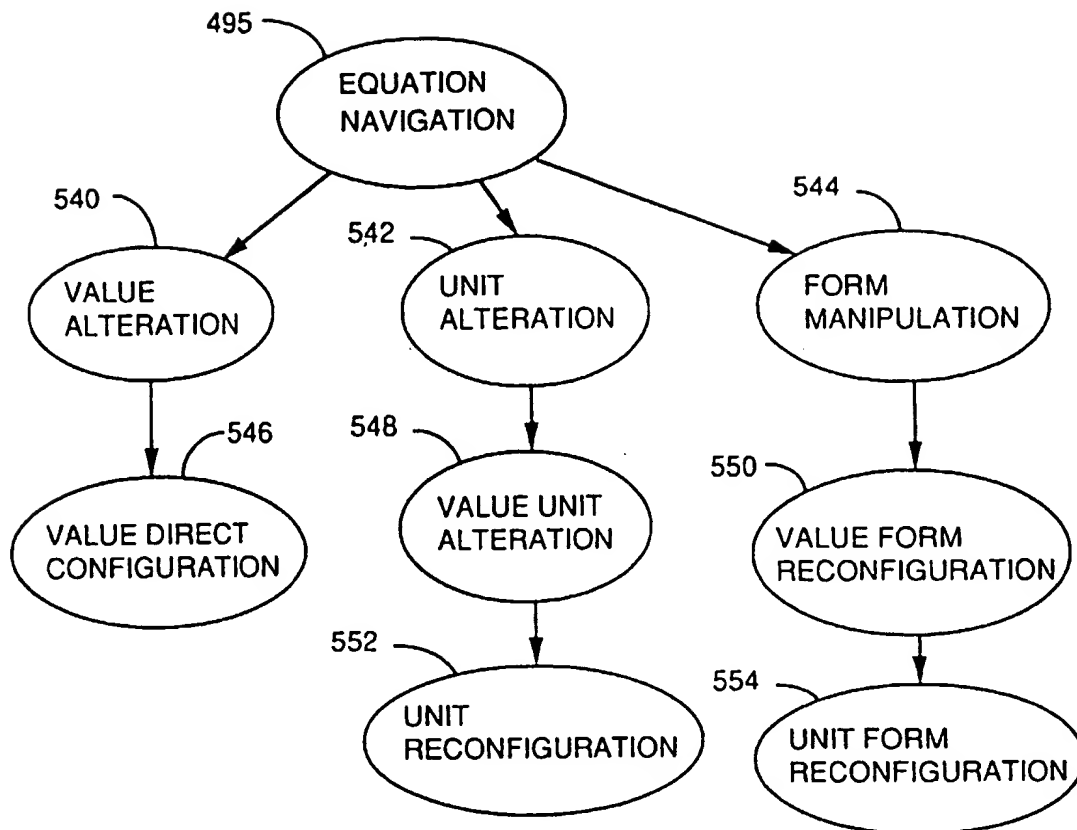 495
EQUATION
NAVIGATION
540
VALUE
ALTERATION
542
UNIT
ALTERATION
544
FORM
MANIPULATION
546
VALUE DIRECT
CONFIGURATION
548
VALUE UNIT
ALTERATION
550
VALUE FORM
RECONFIGURATION
552
UNIT
RECONFIGURATION
554
UNIT FORM
RECONFIGURATION